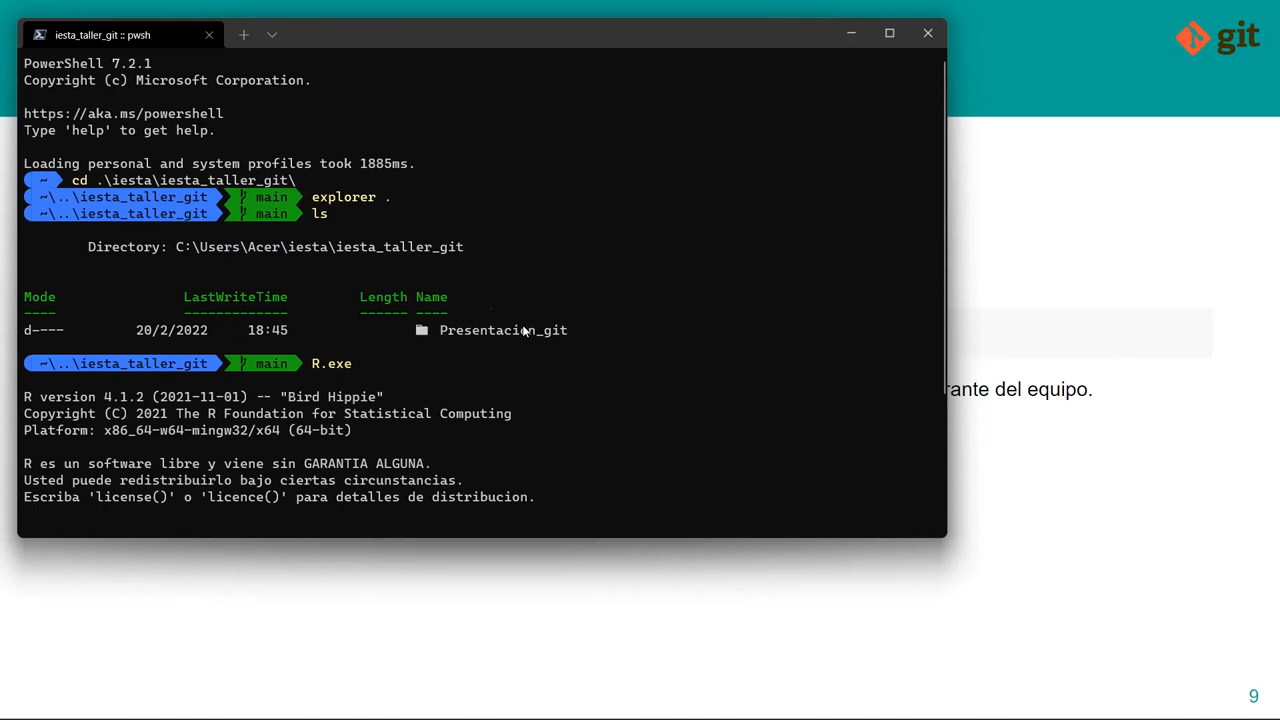 iesta_taller_git :: pwsh
git
PowerShell 7.2.1
Copyright (c) Microsoft Corporation.
https://aka.ms/powershell
Type 'help' to get help.
Loading personal and system profiles took 1885ms.
~ cd .\iesta\iesta_taller_git\
~\..\iesta_taller_git main explorer .
~\..\iesta_taller_git main ls
Directory: C:\Users\Acer\iesta\iesta_taller_git
Mode LastWriteTime Length Name
---- ------------- ------ ----
d---- 20/2/2022 18:45 Presentacion_git
~\..\iesta_taller_git main R.exe
rante del equipo.
R version 4.1.2 (2021-11-01) -- "Bird Hippie"
Copyright (C) 2021 The R Foundation for Statistical Computing
Platform: x86_64-w64-mingw32/x64 (64-bit)
R es un software libre y viene sin GARANTIA ALGUNA.
Usted puede redistribuirlo bajo ciertas circunstancias.
Escriba 'license()' o 'licence()' para detalles de distribucion.
9